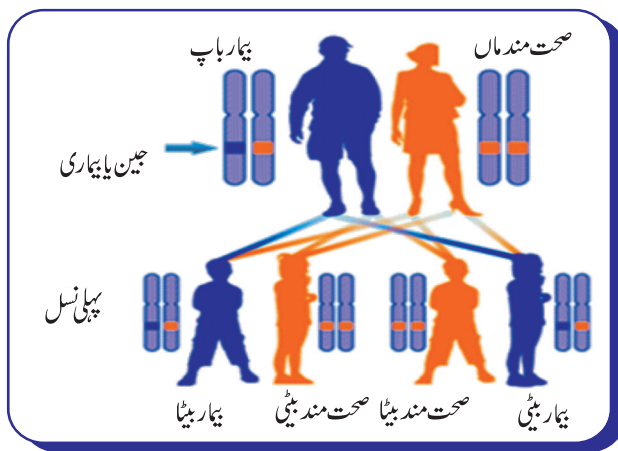 صحت مند ماں
بیمار باپ
جین یا بیماری
پہلی نسل
بیمار بیٹی
صحت مند بیٹا
صحت مند بیٹی
بیمار بیٹا